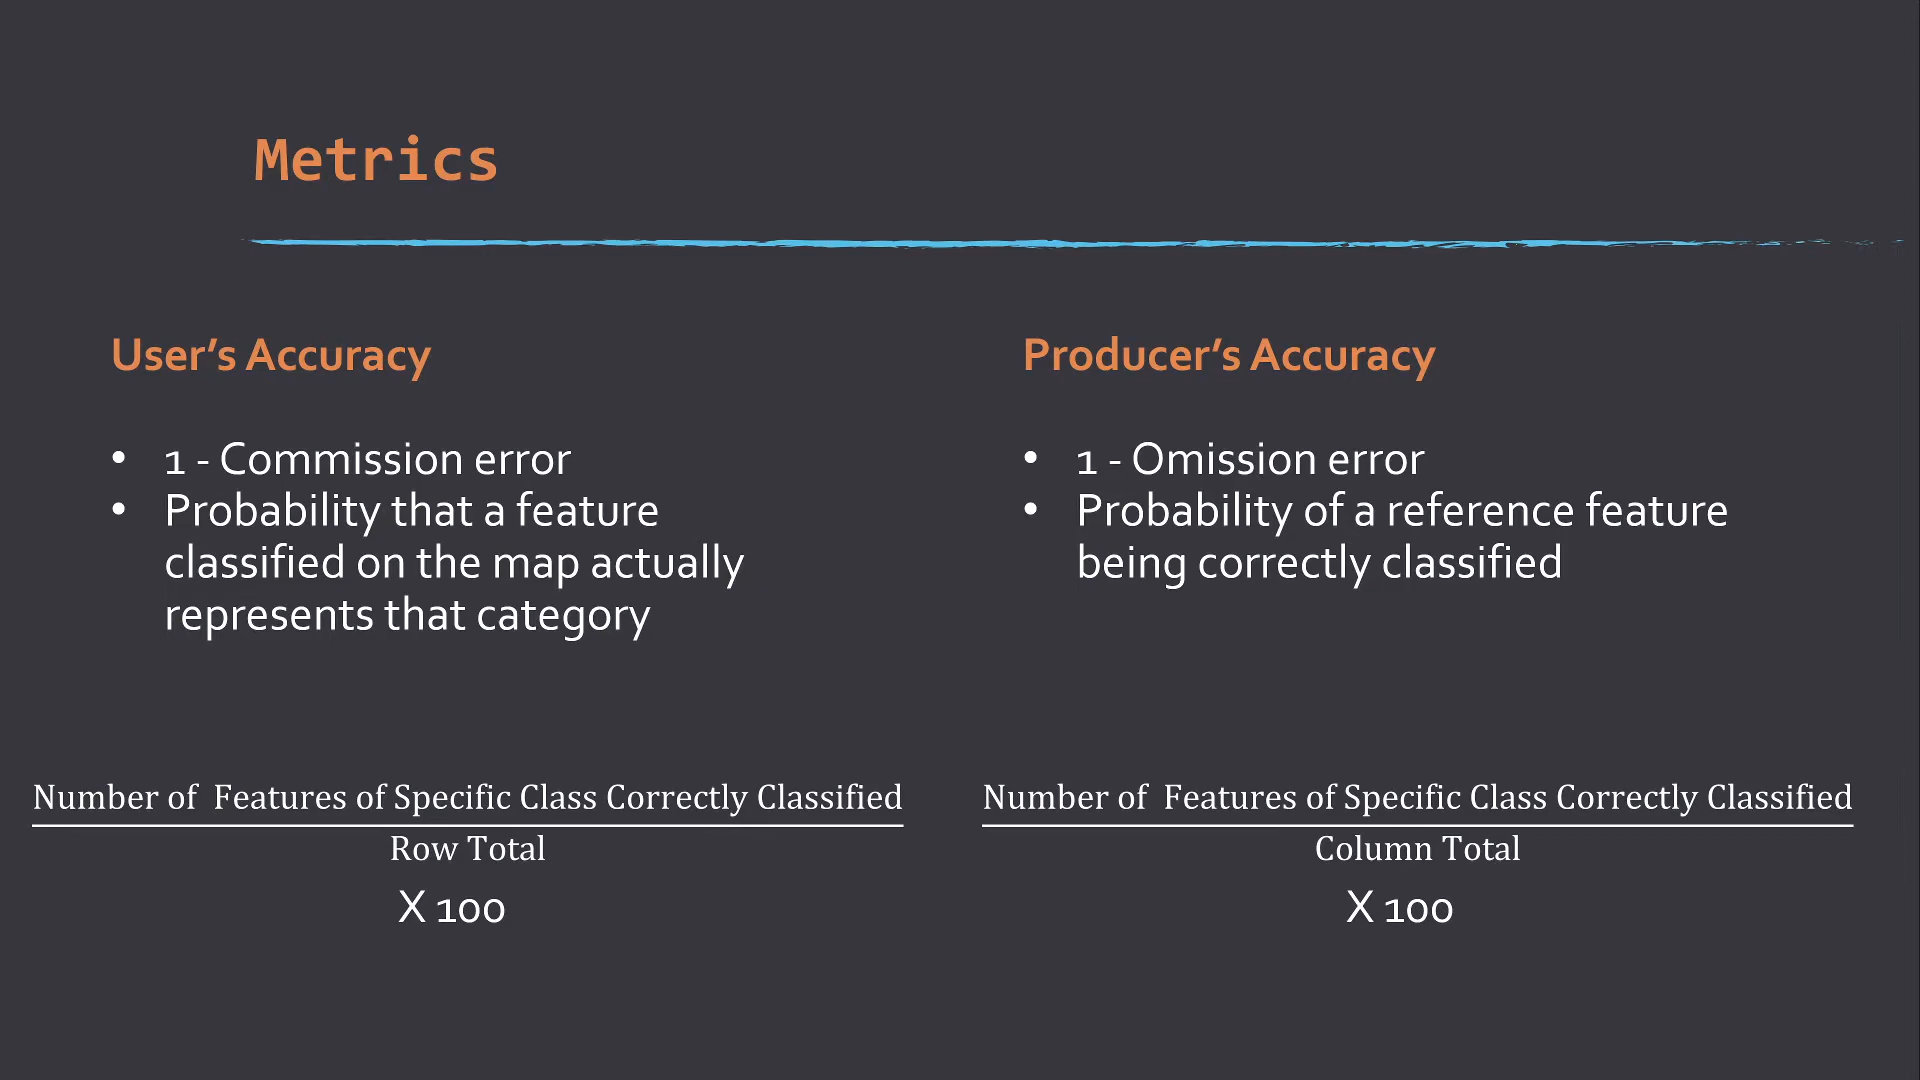 Metrics
User’s Accuracy
• 1 - Commission error
• Probability that a feature
classified on the map actually
represents that category
Number of Features of Specific Class Correctly Classified
Row Total
X 100
Producer’s Accuracy
• 1 - Omission error
• Probability of a reference feature
being correctly classified
Number of Features of Specific Class Correctly Classified
Column Total
X 100